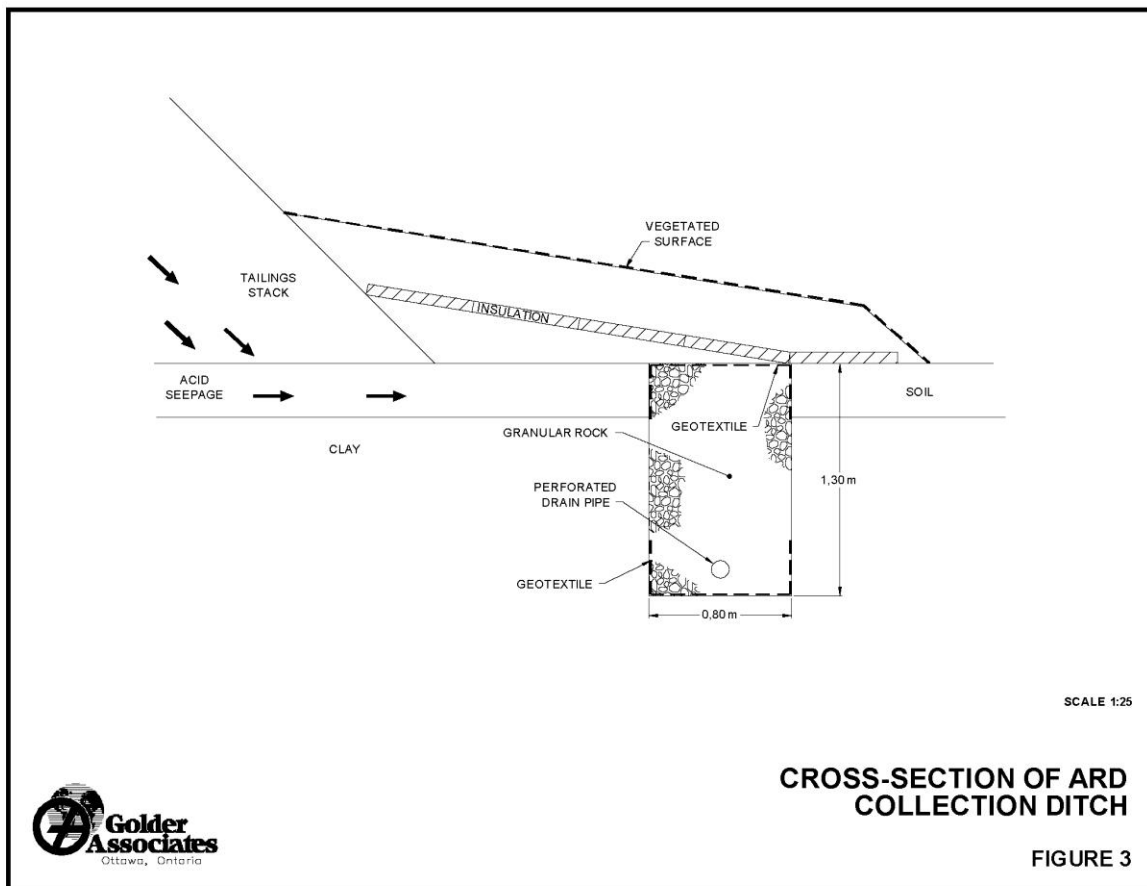 VEGETATED
SURFACE
TAILINGS
STACK
INSULATION
ACID
SEEPAGE
SOIL
GEOTEXTILE
GRANULAR ROCK
CLAY
1,30 m
PERFORATED
DRAIN PIPE
GEOTEXTILE
0,80 m
SCALE 1:25
CROSS-SECTION OF ARD
COLLECTION DITCH
Golder
Associates
Ottawa, Ontario
FIGURE 3